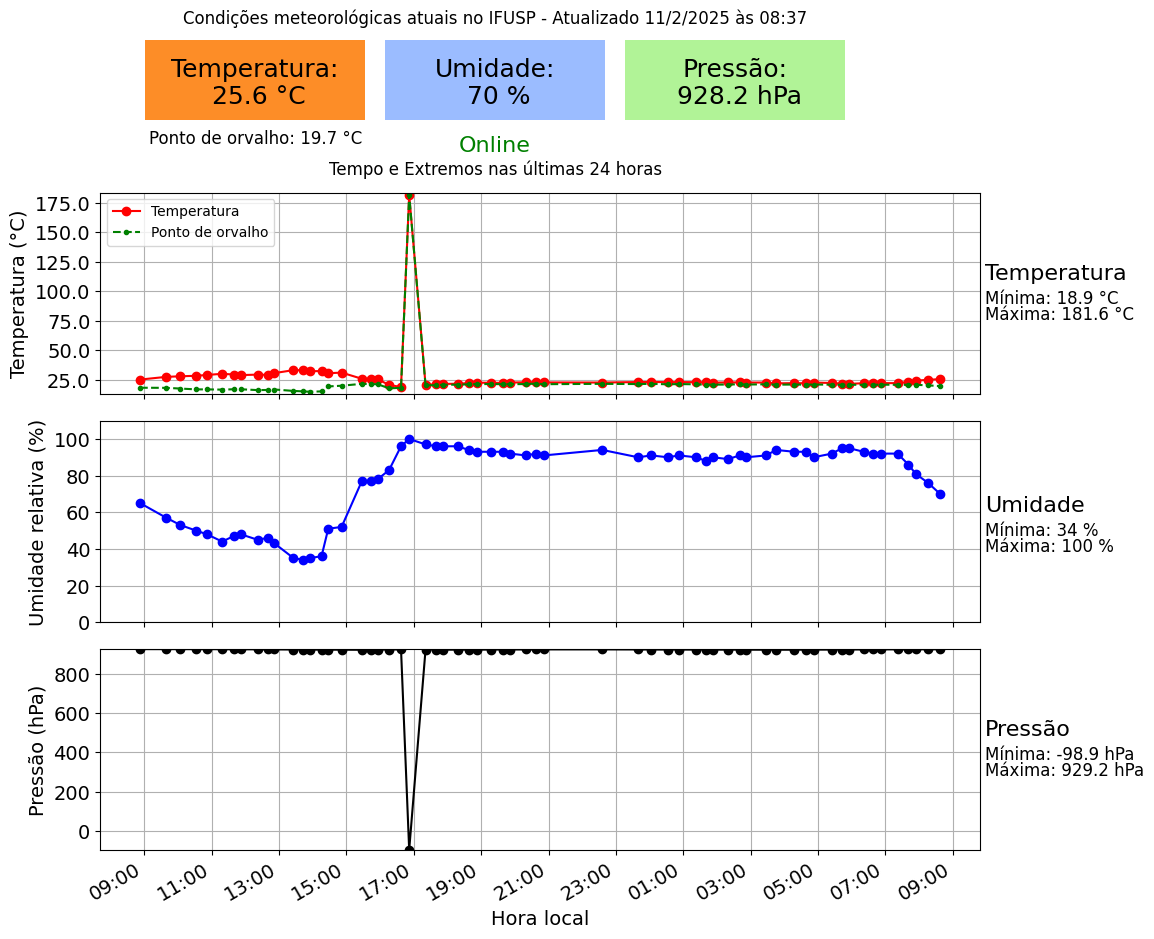 Condições meteorológicas atuais no IFUSP - Atualizado 11/2/2025 às 08:37
Temperatura:
25.6 °C
Umidade:
70 %
Pressão:
928.2 hPa
Ponto de orvalho: 19.7 °C
Online
Tempo e Extremos nas últimas 24 horas
Temperatura (°C)
175.0
150.0
125.0
100.0
75.0
50.0
25.0
Temperatura
Ponto de orvalho
Temperatura
Mínima: 18.9 °C
Máxima: 181.6 °C
Umidade relativa (%)
100
80
60
40
20
0
Umidade
Mínima: 34 %
Máxima: 100 %
Pressão (hPa)
800
600
400
200
0
Pressão
Mínima: -98.9 hPa
Máxima: 929.2 hPa
09:00 11:00 13:00 15:00 17:00 19:00 21:00 23:00 01:00 03:00 05:00 07:00 09:00
Hora local